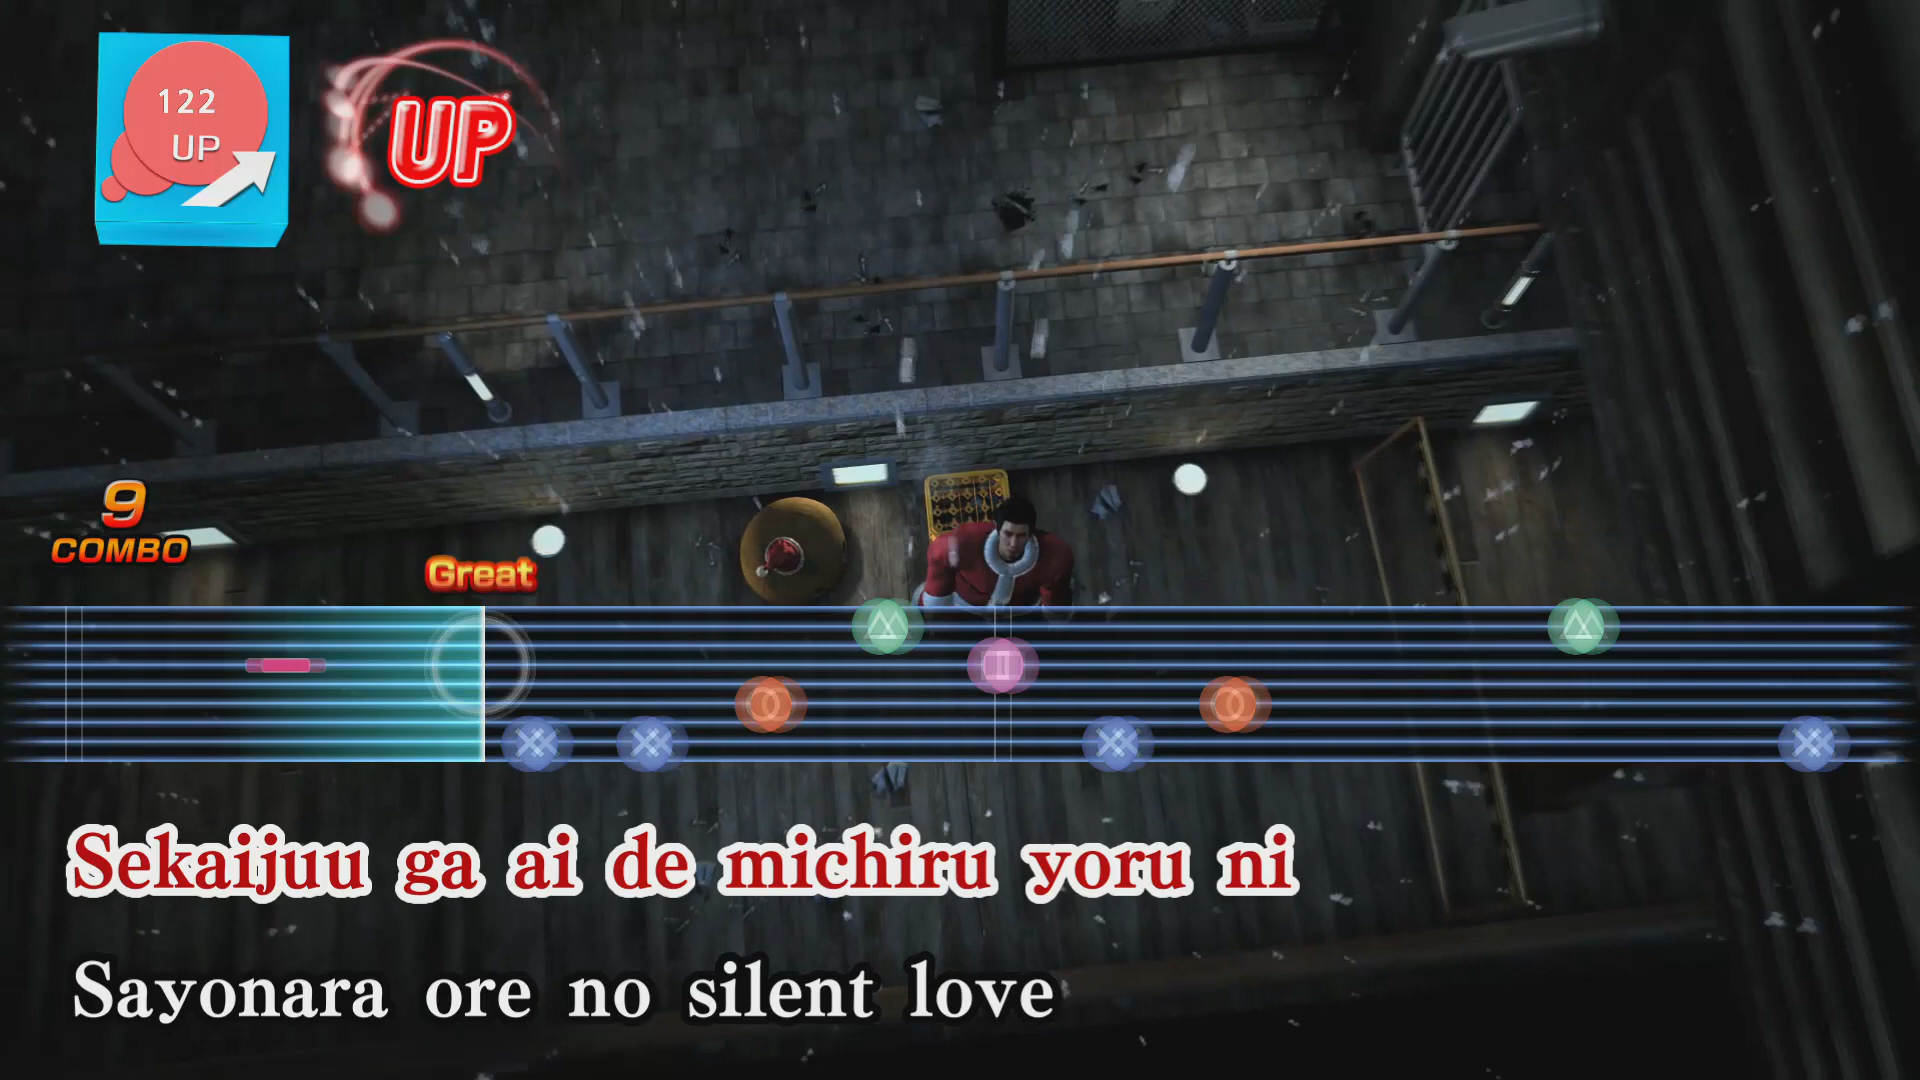 122
UP
UP
9
COMBO
Great
Sekaijuu ga ai de michiru yoru ni
Sayonara ore no silent love